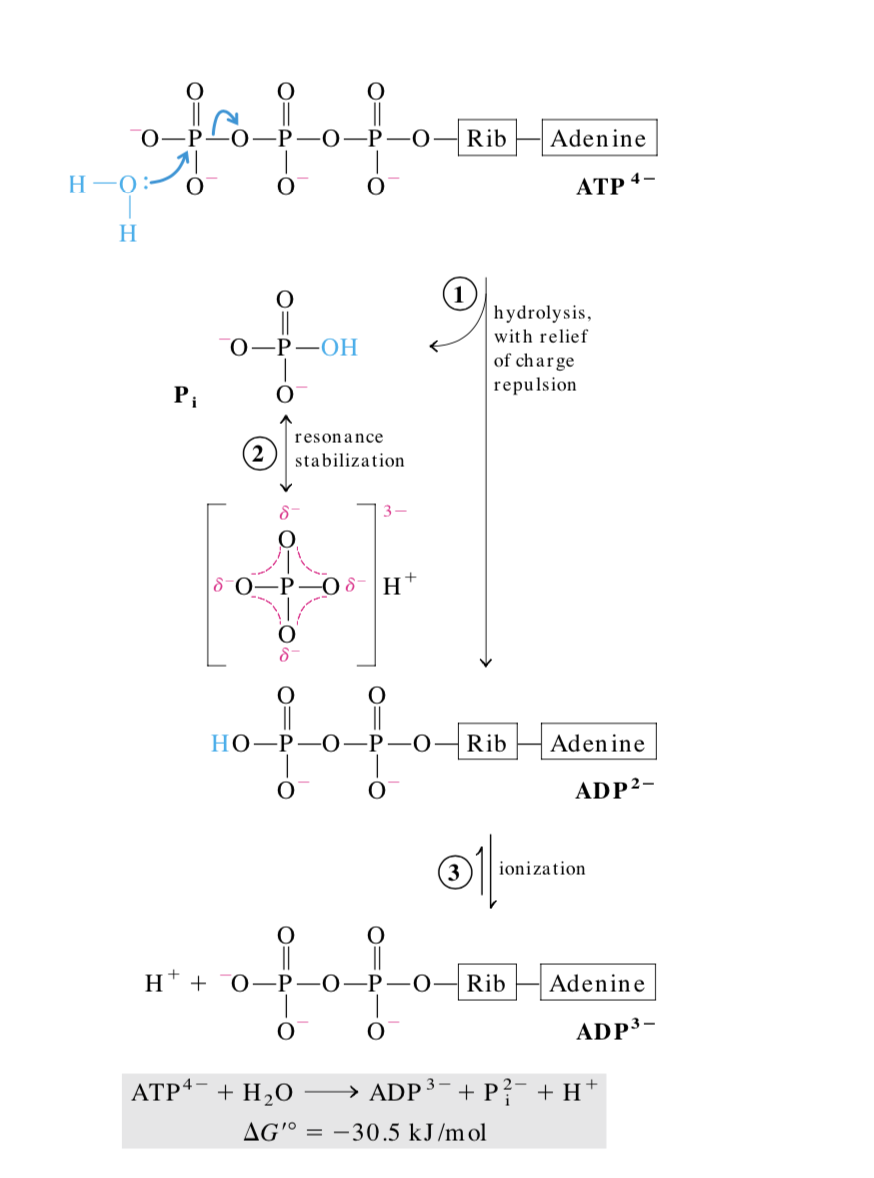 O O O
⁻O—P—O—P—O—P—O—Rib—Adenine
H—O: O⁻ O⁻ O⁻ ATP⁴⁻
H
O
1
hydrolysis,
with relief
of charge
repulsion
⁻O—P—OH
O⁻
Pᵢ
2
resonance
stabilization
δ⁻ 3−
O
δ⁻O—P—O δ⁻ H⁺
O
δ⁻
O O
HO—P—O—P—O—Rib—Adenine
O⁻ O⁻ ADP²⁻
3 ionization
O O
H⁺ + ⁻O—P—O—P—O—Rib—Adenine
O⁻ O⁻ ADP³⁻
ATP⁴⁻ + H₂O ⟶ ADP³⁻ + Pᵢ²⁻ + H⁺
ΔG′° = −30.5 kJ/mol